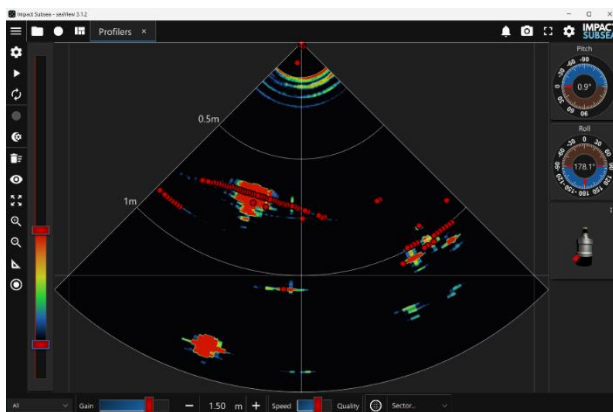 Impact Subsea - seaView 3.1.2
Profilers ×
IMPACT
SUBSEA
Pitch
0.9°
Roll
178.1°
0.5m
1m
All
Gain
1.50 m
Speed
Quality
Sector...